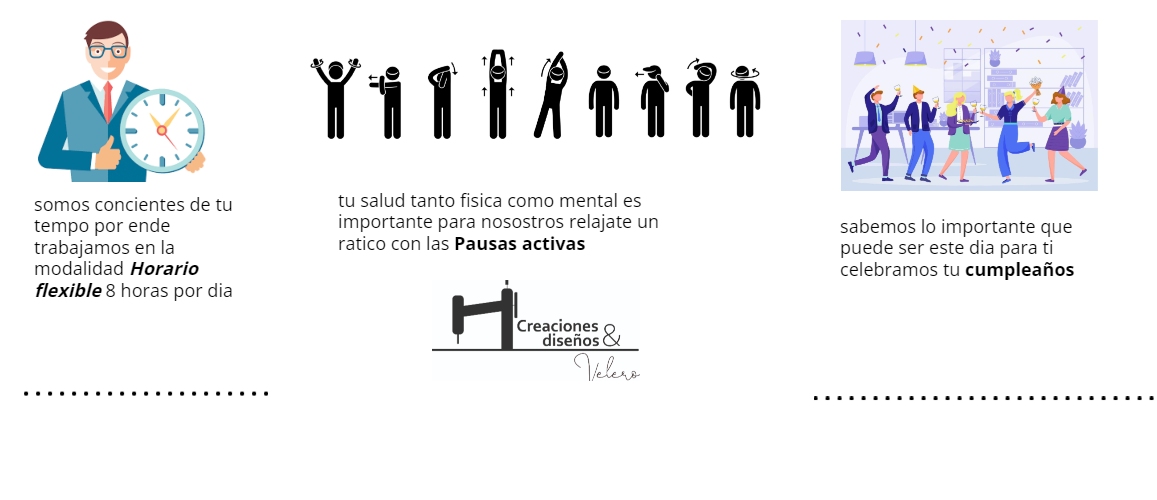 somos concientes de tu
tempo por ende
trabajamos en la
modalidad Horario
flexible 8 horas por dia
tu salud tanto fisica como mental es
importante para nosostros relajate un
ratico con las Pausas activas
Creaciones
diseños &
Velero
sabemos lo importante que
puede ser este dia para ti
celebramos tu cumpleaños